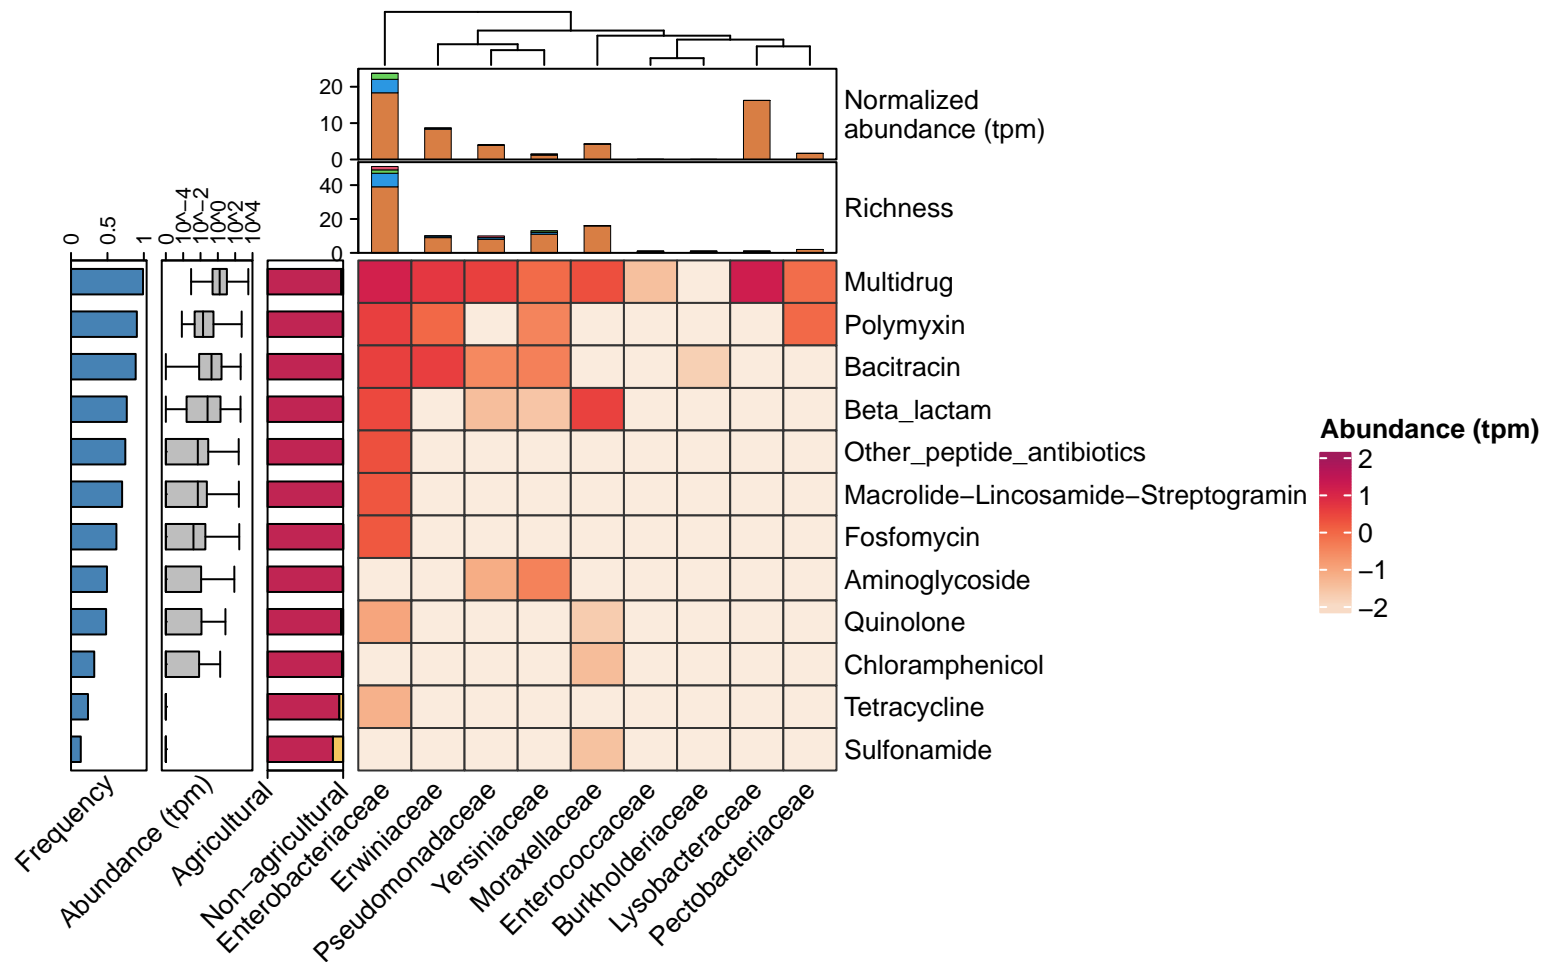 20
10
0
Normalized
abundance (tpm)
40
20
0
Richness
0
0.5
1
0
10^−4
10^−2
10^0
10^2
10^4
Multidrug
Polymyxin
Bacitracin
Beta_lactam
Other_peptide_antibiotics
Macrolide−Lincosamide−Streptogramin
Fosfomycin
Aminoglycoside
Quinolone
Chloramphenicol
Tetracycline
Sulfonamide
Abundance (tpm)
2
1
0
−1
−2
Frequency
Abundance (tpm)
Agricultural
Non−agricultural
Enterobacteriaceae
Erwiniaceae
Pseudomonadaceae
Yersiniaceae
Moraxellaceae
Enterococcaceae
Burkholderiaceae
Lysobacteraceae
Pectobacteriaceae